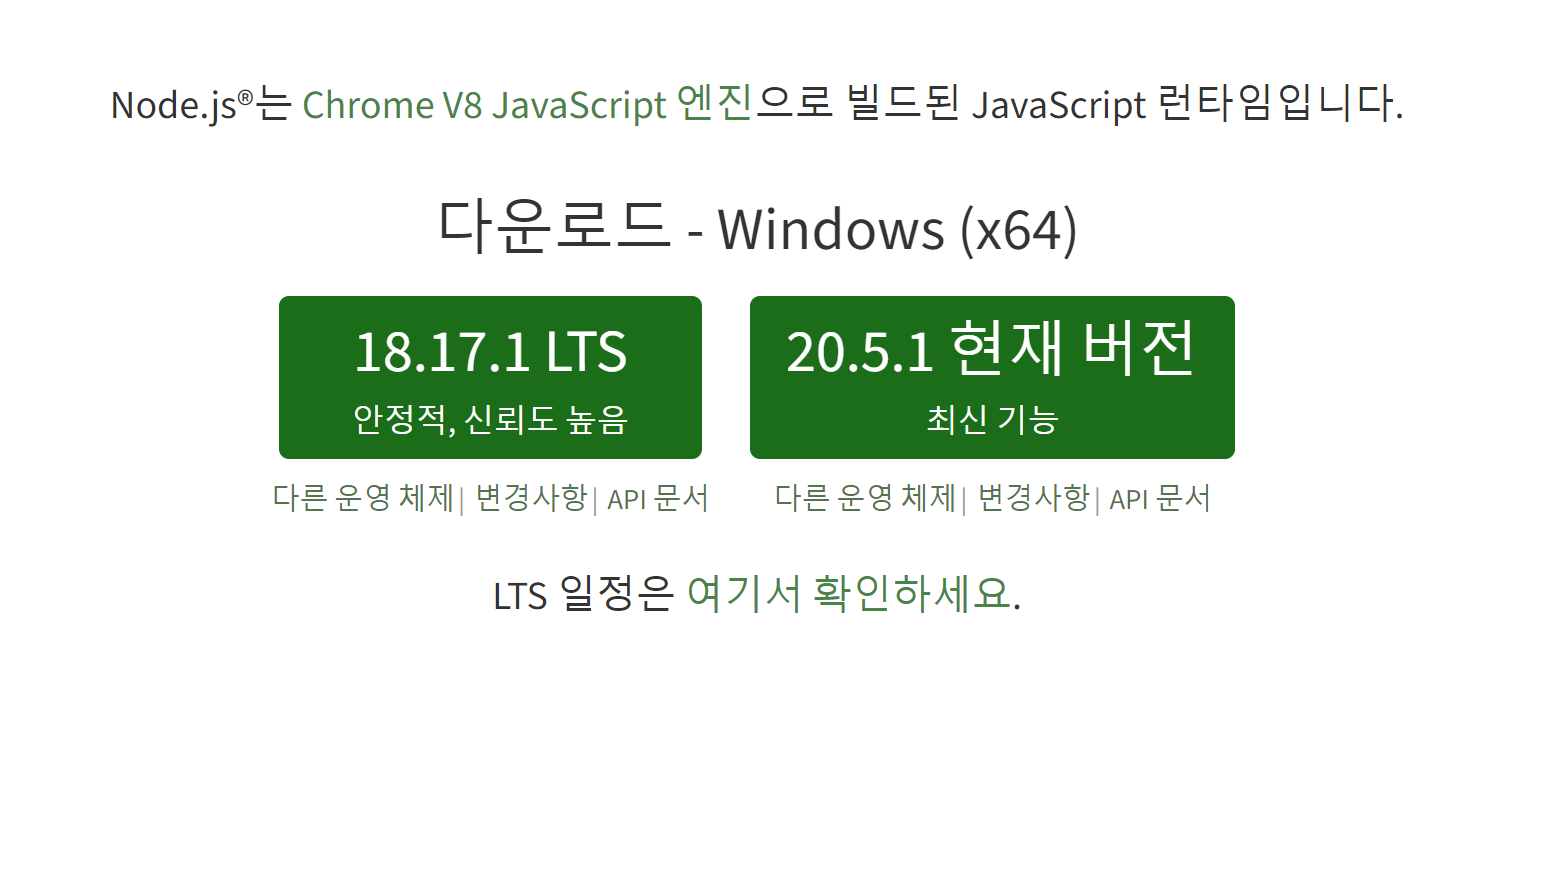 Node.js®는 Chrome V8 JavaScript 엔진으로 빌드된 JavaScript 런타임입니다.
다운로드 - Windows (x64)
18.17.1 LTS
안정적, 신뢰도 높음
20.5.1 현재 버전
최신 기능
다른 운영 체제| 변경사항| API 문서
다른 운영 체제| 변경사항| API 문서
LTS 일정은 여기서 확인하세요.